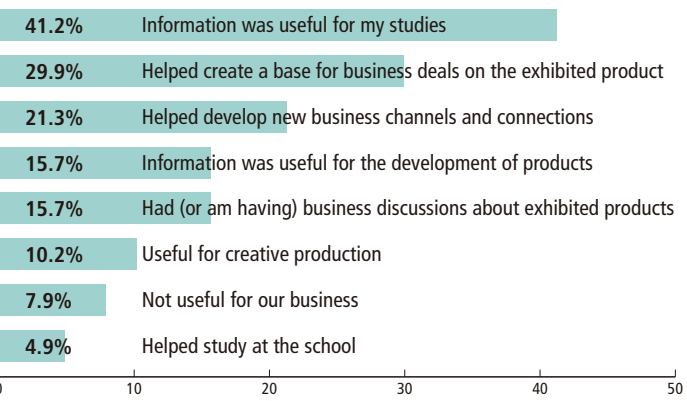 41.2% Information was useful for my studies
29.9% Helped create a base for business deals on the exhibited product
21.3% Helped develop new business channels and connections
15.7% Information was useful for the development of products
15.7% Had (or am having) business discussions about exhibited products
10.2% Useful for creative production
7.9% Not useful for our business
4.9% Helped study at the school
0 10 20 30 40 50